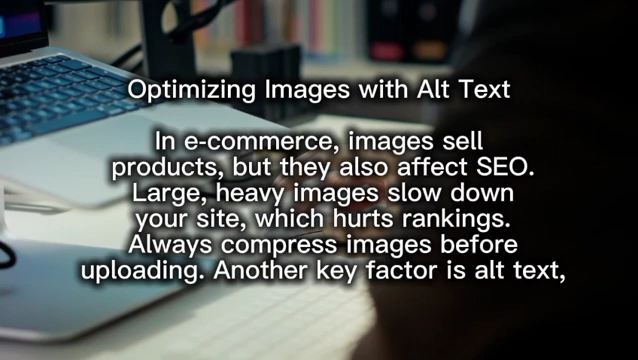 Optimizing Images with Alt Text
In e-commerce, images sell
products, but they also affect SEO.
Large, heavy images slow down
your site, which hurts rankings.
Always compress images before
uploading. Another key factor is alt text,